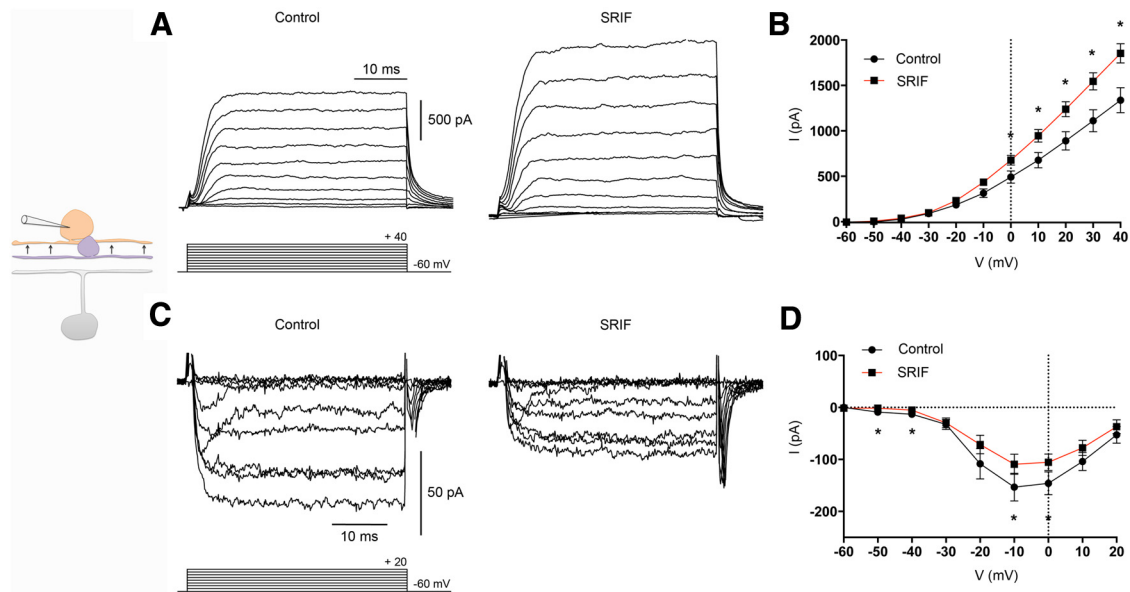 A
Control
SRIF
10 ms
500 pA
+ 40
-60 mV
B
2000
1500
1000
500
0
I (pA)
Control
SRIF
*
*
*
*
*
-60 -50 -40 -30 -20 -10 0 10 20 30 40
V (mV)
C
Control
SRIF
50 pA
10 ms
+ 20
-60 mV
D
100
0
-100
-200
I (pA)
Control
SRIF
* * * *
-60 -50 -40 -30 -20 -10 0 10 20
V (mV)